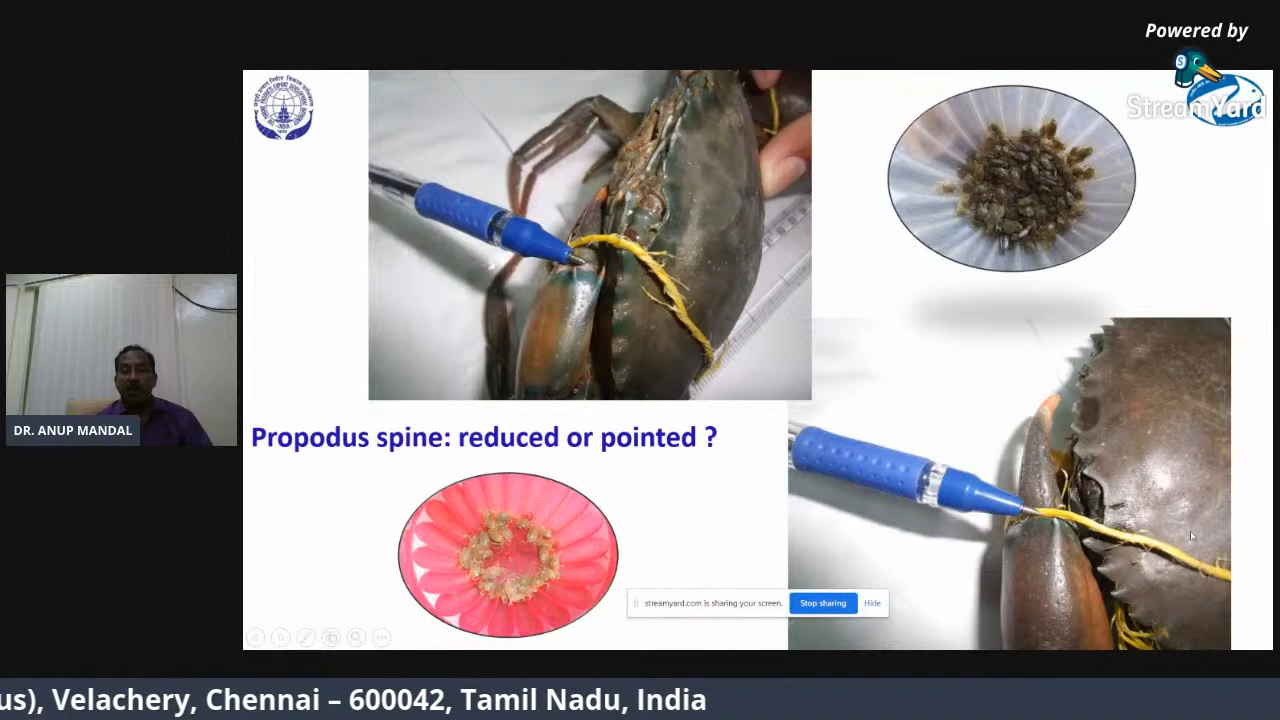 Powered by
StreamYard
DR. ANUP MANDAL
Propodus spine: reduced or pointed ?
streamyard.com is sharing your screen.
Stop sharing
Hide
us), Velachery, Chennai – 600042, Tamil Nadu, India